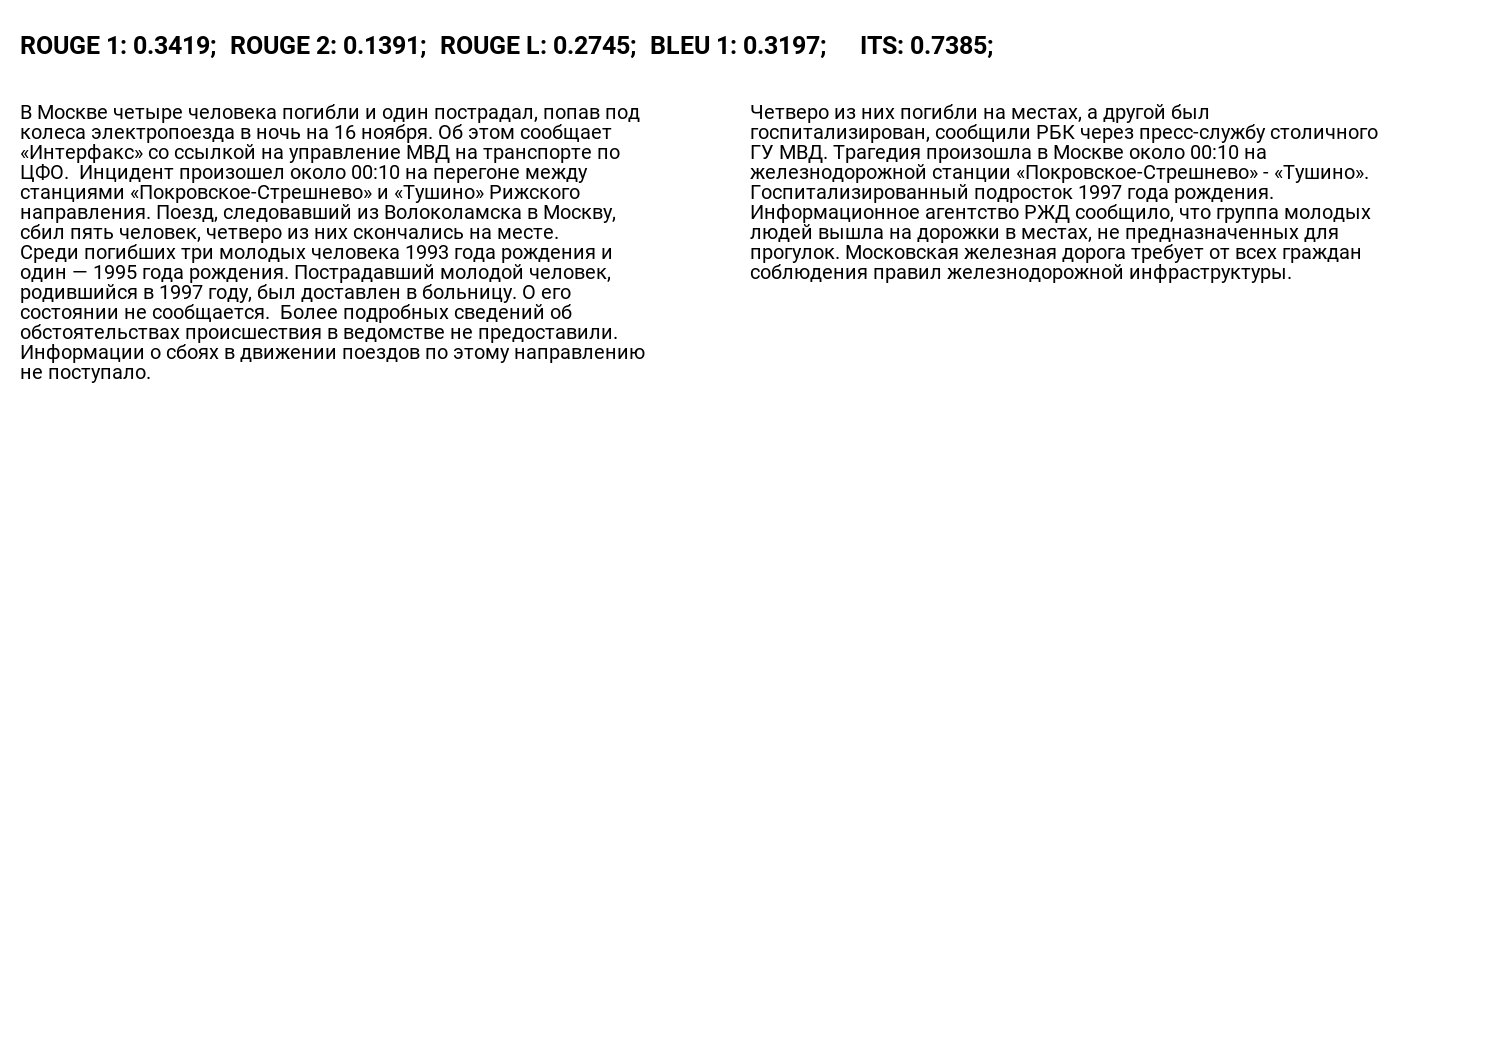 ROUGE 1: 0.3419; ROUGE 2: 0.1391; ROUGE L: 0.2745; BLEU 1: 0.3197; ITS: 0.7385;
В Москве четыре человека погибли и один пострадал, попав под
колеса электропоезда в ночь на 16 ноября. Об этом сообщает
«Интерфакс» со ссылкой на управление МВД на транспорте по
ЦФО. Инцидент произошел около 00:10 на перегоне между
станциями «Покровское-Стрешнево» и «Тушино» Рижского
направления. Поезд, следовавший из Волоколамска в Москву,
сбил пять человек, четверо из них скончались на месте.
Среди погибших три молодых человека 1993 года рождения и
один — 1995 года рождения. Пострадавший молодой человек,
родившийся в 1997 году, был доставлен в больницу. О его
состоянии не сообщается. Более подробных сведений об
обстоятельствах происшествия в ведомстве не предоставили.
Информации о сбоях в движении поездов по этому направлению
не поступало.
Четверо из них погибли на местах, а другой был
госпитализирован, сообщили РБК через пресс-службу столичного
ГУ МВД. Трагедия произошла в Москве около 00:10 на
железнодорожной станции «Покровское-Стрешнево» - «Тушино».
Госпитализированный подросток 1997 года рождения.
Информационное агентство РЖД сообщило, что группа молодых
людей вышла на дорожки в местах, не предназначенных для
прогулок. Московская железная дорога требует от всех граждан
соблюдения правил железнодорожной инфраструктуры.